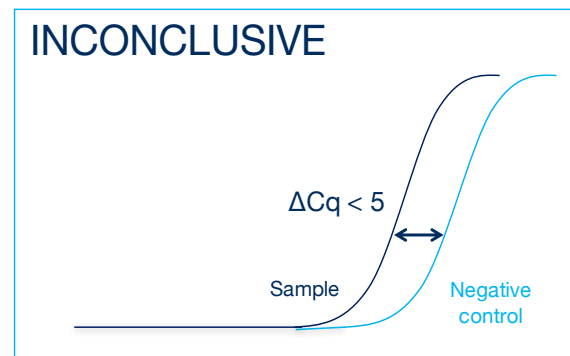 INCONCLUSIVE
ΔCq < 5
Sample
Negative
control